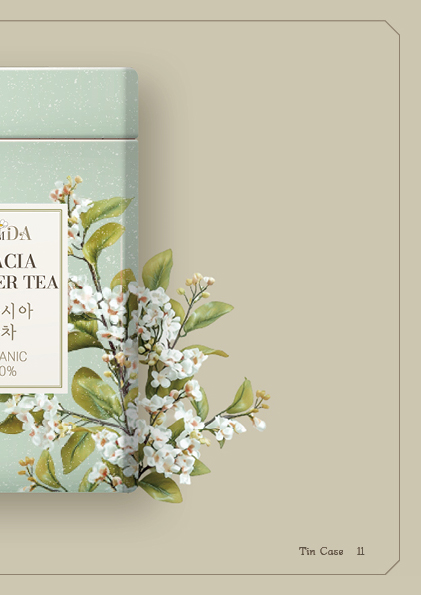 ACIA
ER TEA
시아
차
ANIC
0%
Tin Case 11